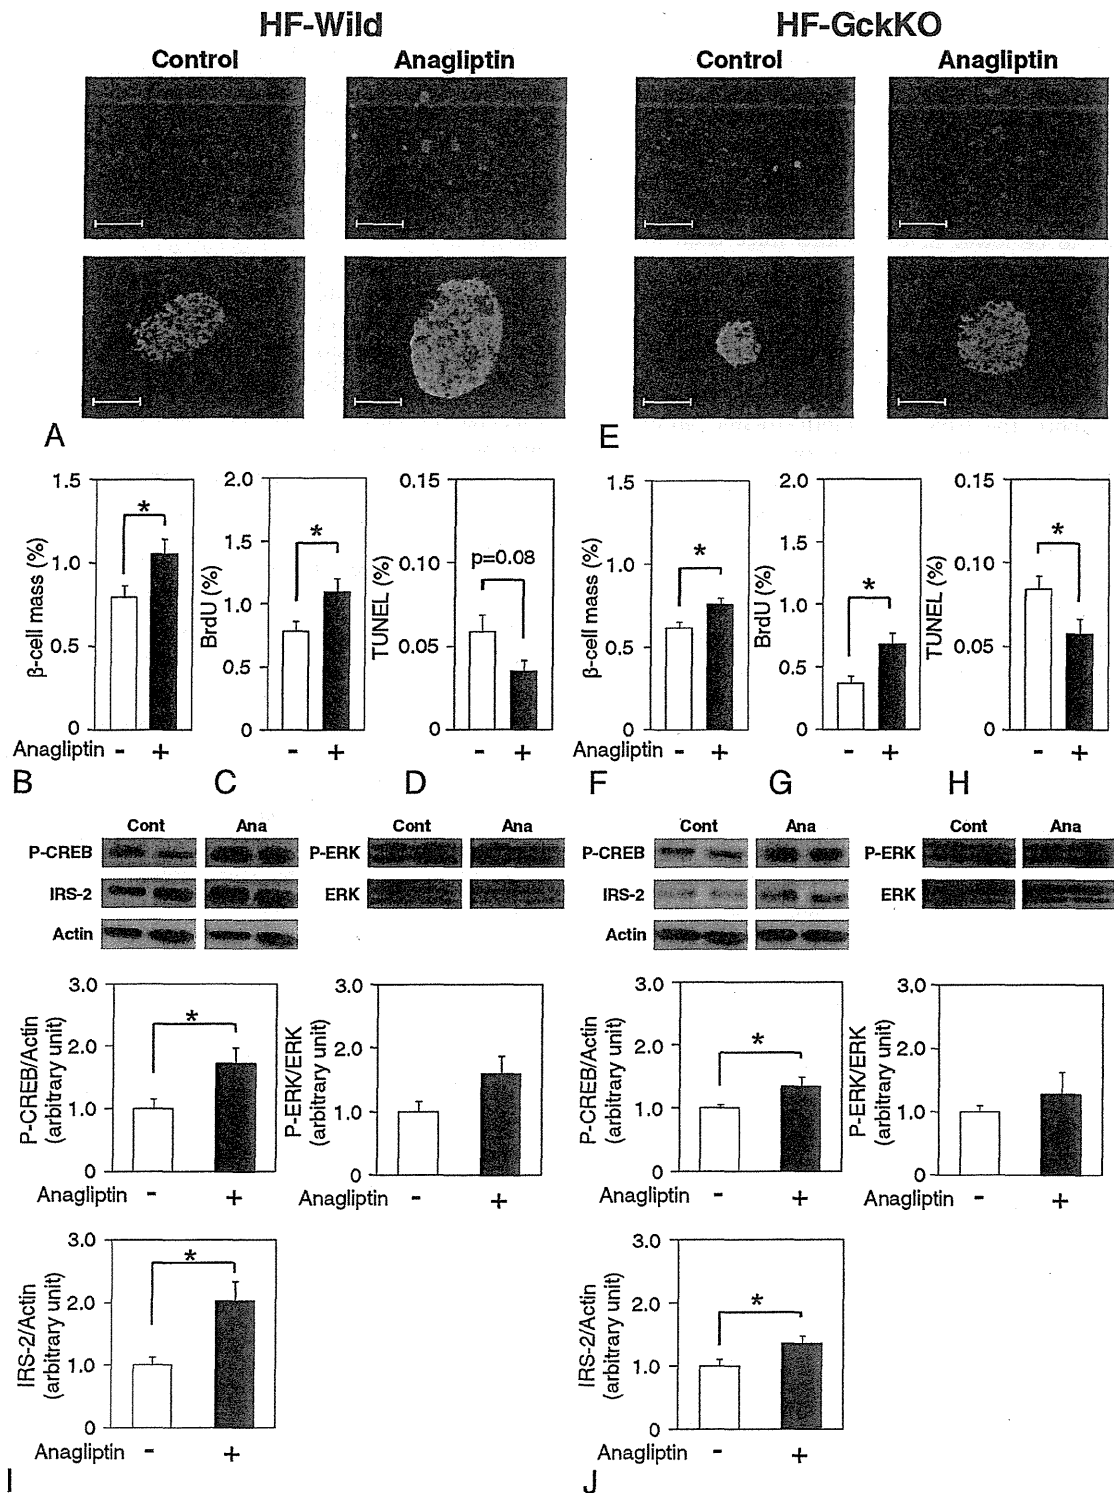 HF-Wild HF-GckKO
Control Anagliptin Control Anagliptin
A E
β-cell mass (%) 1.5 1.0 0.5 0 *
BrdU (%) 2.0 1.5 1.0 0.5 0 *
TUNEL (%) 0.15 0.10 0.05 0 p=0.08
β-cell mass (%) 1.5 1.0 0.5 0 *
BrdU (%) 2.0 1.5 1.0 0.5 0 *
TUNEL (%) 0.15 0.10 0.05 0 *
Anagliptin - + - + - + Anagliptin - + - + - +
B C D F G H
Cont Ana Cont Ana Cont Ana Cont Ana
P-CREB P-ERK P-CREB P-ERK
IRS-2 ERK IRS-2 ERK
Actin Actin
P-CREB/Actin
(arbitrary unit)
3.0 2.0 1.0 0 *
P-ERK/ERK
(arbitrary unit)
3.0 2.0 1.0 0
P-CREB/Actin
(arbitrary unit)
3.0 2.0 1.0 0 *
P-ERK/ERK
(arbitrary unit)
3.0 2.0 1.0 0
Anagliptin - + Anagliptin - + Anagliptin - + Anagliptin - +
IRS-2/Actin
(arbitrary unit)
3.0 2.0 1.0 0 *
IRS-2/Actin
(arbitrary unit)
3.0 2.0 1.0 0 *
Anagliptin - + Anagliptin - +
I J